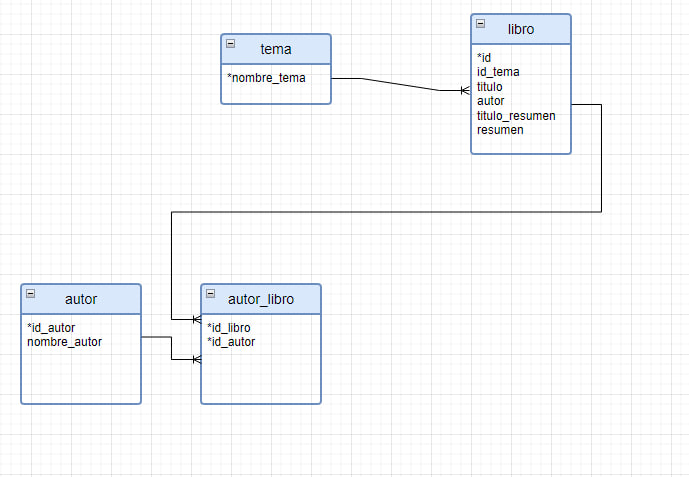 tema
*nombre_tema
libro
*id
id_tema
titulo
autor
titulo_resumen
resumen
autor
*id_autor
nombre_autor
autor_libro
*id_libro
*id_autor